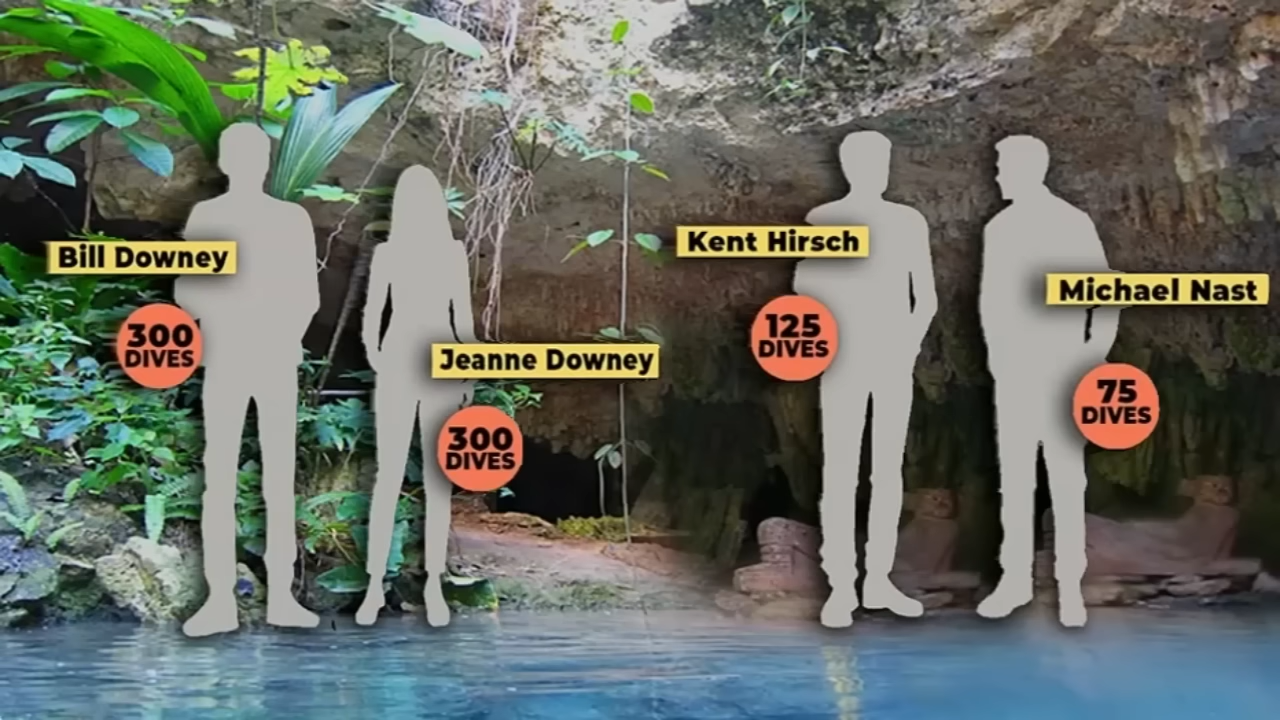 Bill Downey
300
DIVES
Jeanne Downey
300
DIVES
Kent Hirsch
125
DIVES
Michael Nast
75
DIVES